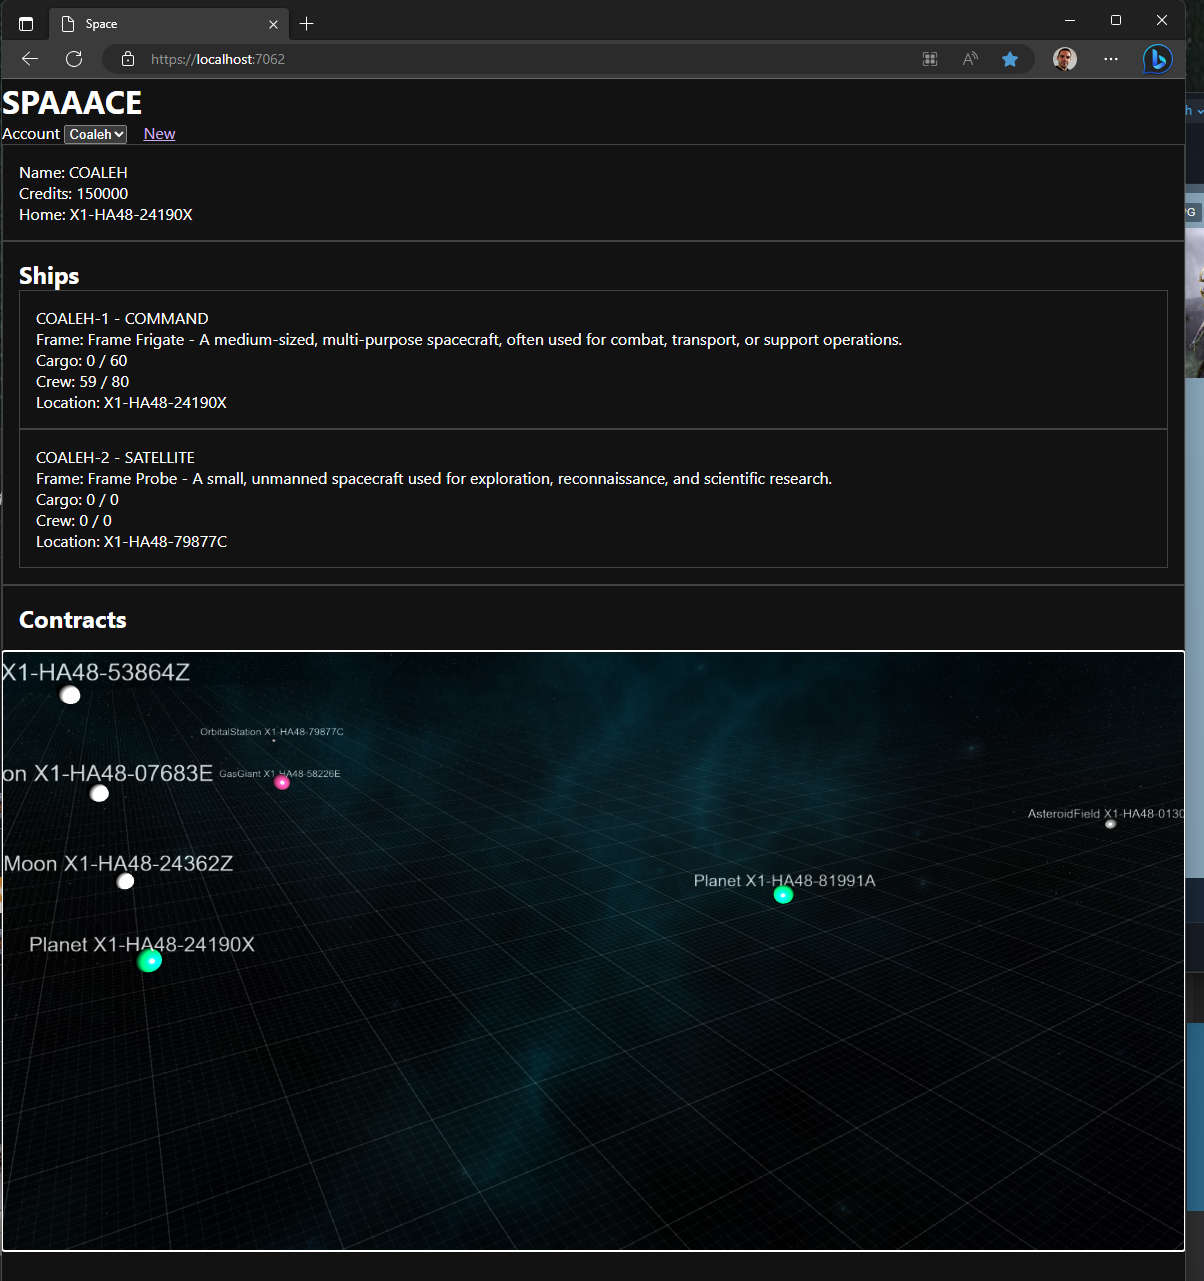 Space
https://localhost:7062
SPAAACE
Account Coaleh New
Name: COALEH
Credits: 150000
Home: X1-HA48-24190X
Ships
COALEH-1 - COMMAND
Frame: Frame Frigate - A medium-sized, multi-purpose spacecraft, often used for combat, transport, or support operations.
Cargo: 0 / 60
Crew: 59 / 80
Location: X1-HA48-24190X
COALEH-2 - SATELLITE
Frame: Frame Probe - A small, unmanned spacecraft used for exploration, reconnaissance, and scientific research.
Cargo: 0 / 0
Crew: 0 / 0
Location: X1-HA48-79877C
Contracts
X1-HA48-53864Z
OrbitalStation X1-HA48-79877C
on X1-HA48-07683E
GasGiant X1-HA48-58226E
AsteroidField X1-HA48-0130
Moon X1-HA48-24362Z
Planet X1-HA48-81991A
Planet X1-HA48-24190X